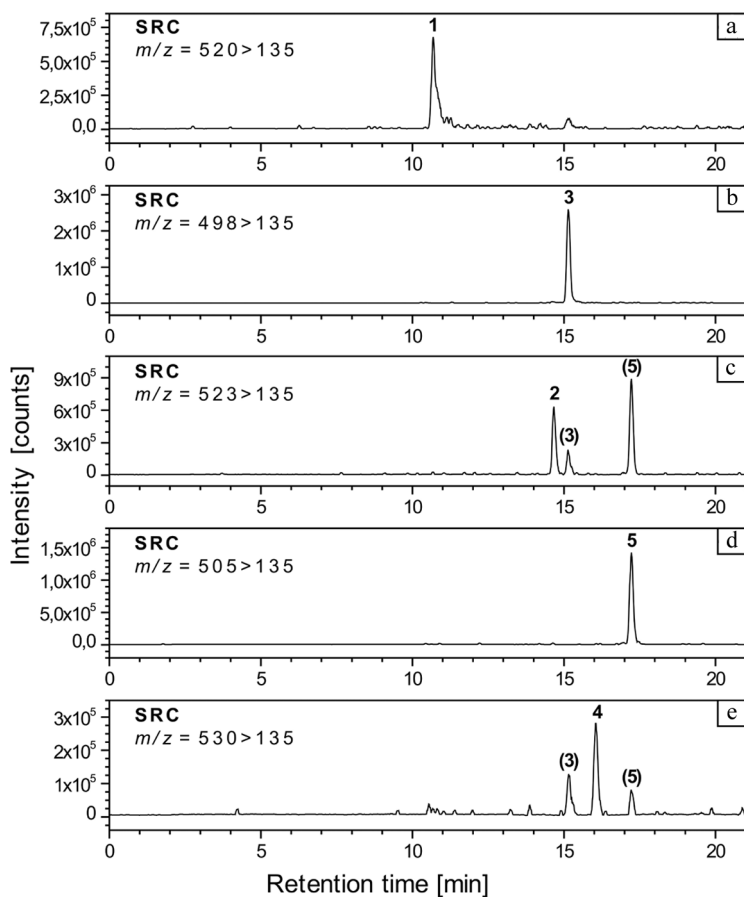 1 a
SRC
m/z = 520>135
7,5x10⁵
5,0x10⁵
2,5x10⁵
0,0
0 5 10 15 20
3 b
SRC
m/z = 498>135
3x10⁶
2x10⁶
1x10⁶
0
0 5 10 15 20
(5) c
SRC
m/z = 523>135
2
(3)
9x10⁵
6x10⁵
3x10⁵
0
0 5 10 15 20
5 d
SRC
m/z = 505>135
1,5x10⁶
1,0x10⁶
5,0x10⁵
0,0
0 5 10 15 20
4 e
SRC
m/z = 530>135
(3)
(5)
3x10⁵
2x10⁵
1x10⁵
0
0 5 10 15 20
Intensity [counts]
Retention time [min]